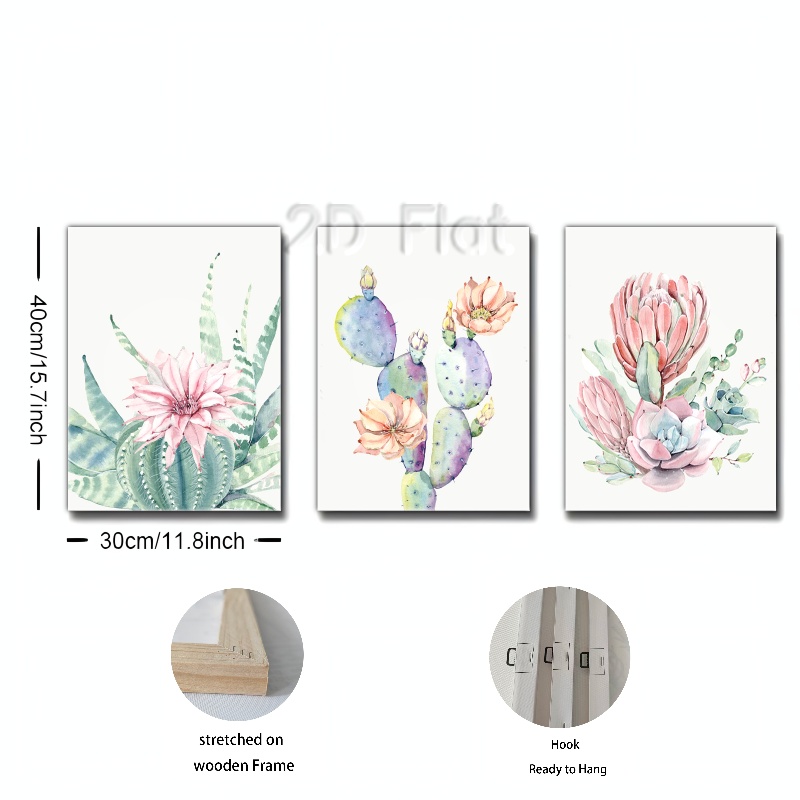 2D Flat
40cm/15.7inch
30cm/11.8inch
stretched on
wooden Frame
Hook
Ready to Hang